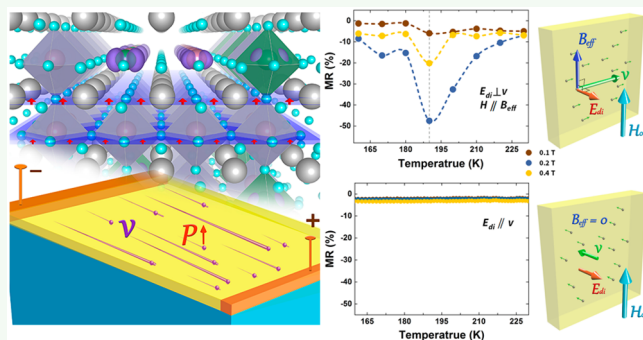 −
+
v
P
MR (%)
0
-10
-20
-30
-40
-50
E_di ⊥ v
H // B_eff
165 180 195 210 225
Temperatrue (K)
0.1 T
0.2 T
0.4 T
B_eff
v
E_di
MR (%)
0
-10
-20
-30
-40
-50
E_di // v
165 180 195 210 225
Temperatrue (K)
B_eff = 0
v
E_di